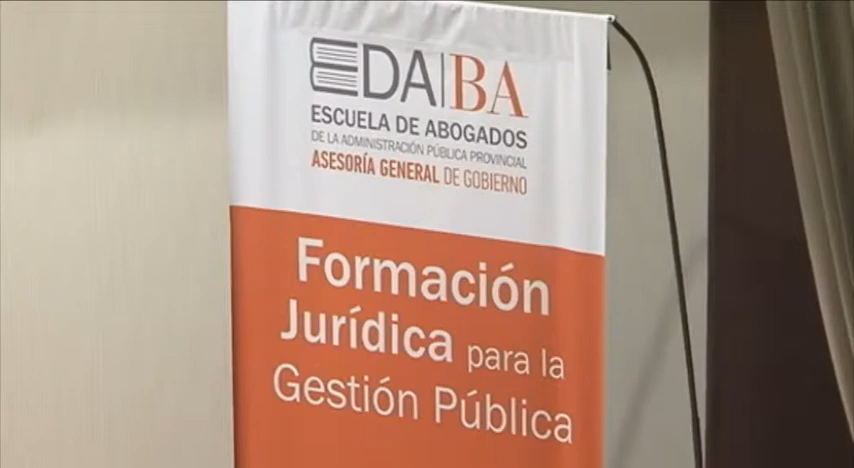 EDA|BA
ESCUELA DE ABOGADOS
DE LA ADMINISTRACIÓN PÚBLICA PROVINCIAL
ASESORÍA GENERAL DE GOBIERNO
Formación
Jurídica para la
Gestión Pública